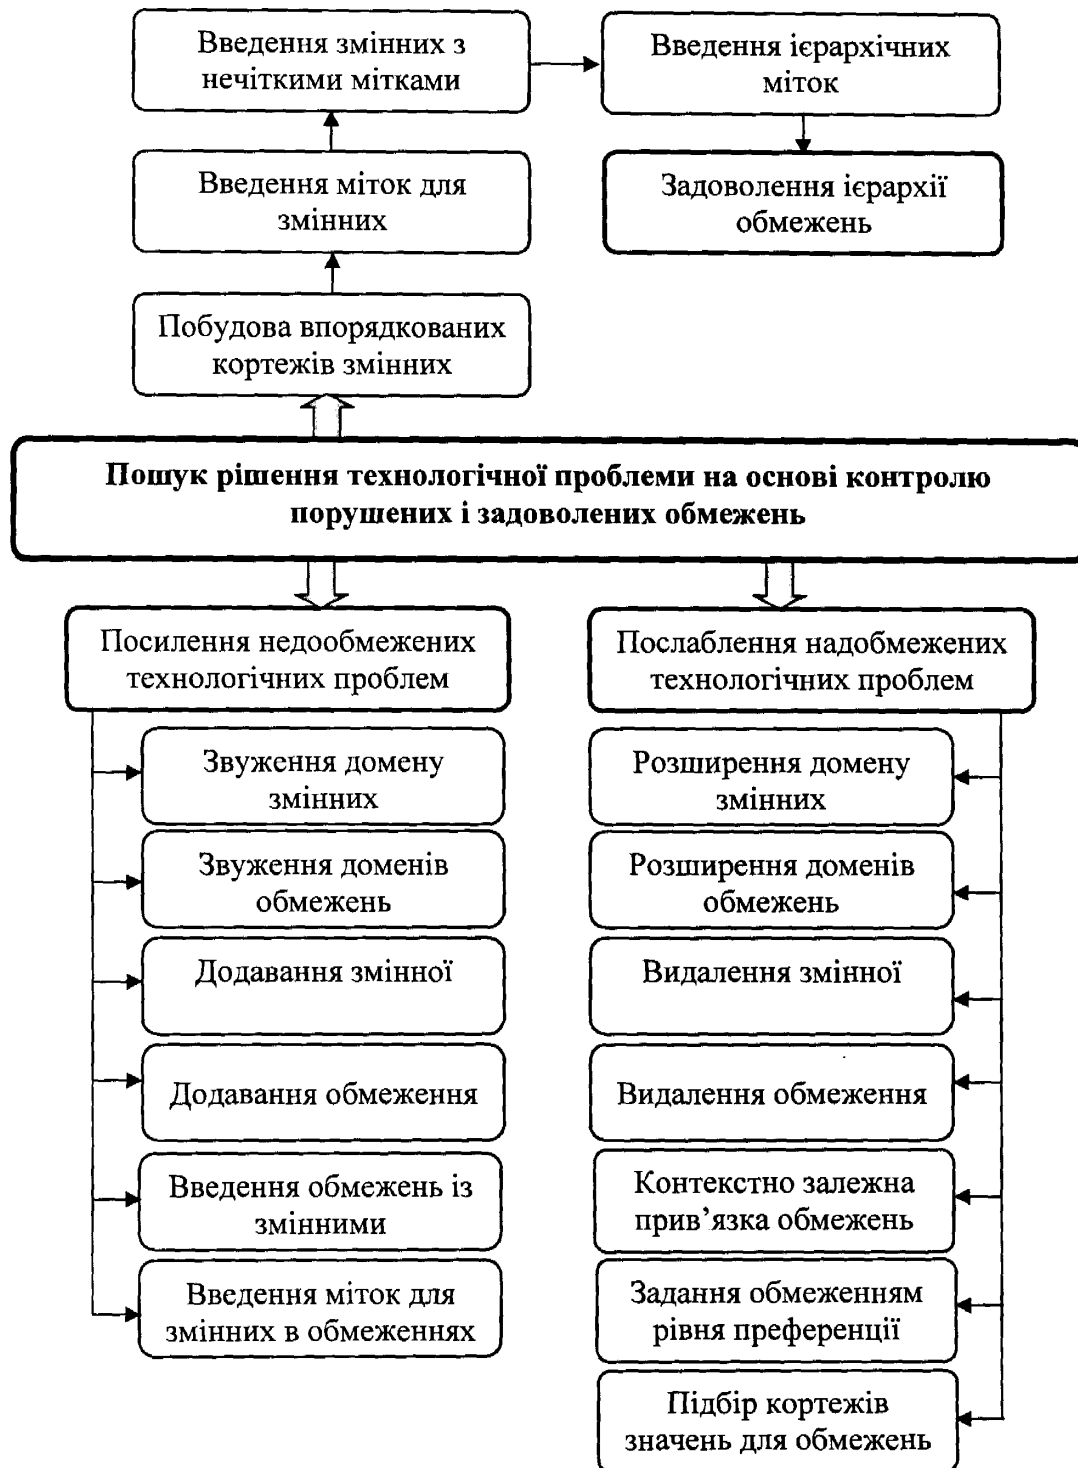 Введення змінних з
нечіткими мітками
Введення ієрархічних
міток
Введення міток для
змінних
Задоволення ієрархії
обмежень
Побудова впорядкованих
кортежів змінних
Пошук рішення технологічної проблеми на основі контролю
порушених і задоволених обмежень
Посилення недообмежених
технологічних проблем
Послаблення надобмежених
технологічних проблем
Звуження домену
змінних
Звуження доменів
обмежень
Додавання змінної
Додавання обмеження
Введення обмежень із
змінними
Введення міток для
змінних в обмеженнях
Розширення домену
змінних
Розширення доменів
обмежень
Видалення змінної
Видалення обмеження
Контекстно залежна
прив’язка обмежень
Задання обмеженням
рівня преференції
Підбір кортежів
значень для обмежень